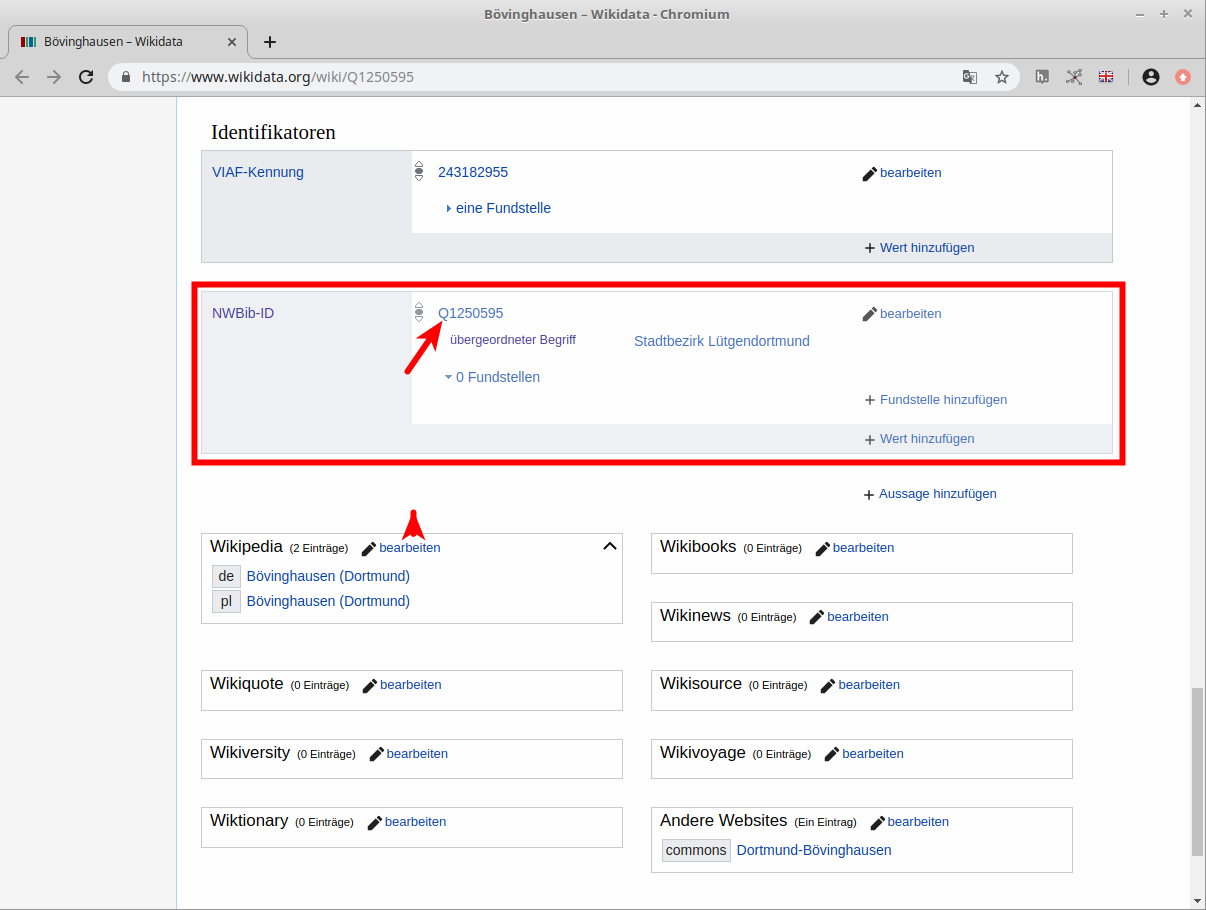 Bövinghausen – Wikidata - Chromium
Bövinghausen – Wikidata
https://www.wikidata.org/wiki/Q1250595
h.
Identifikatoren
VIAF-Kennung
243182955
bearbeiten
eine Fundstelle
+ Wert hinzufügen
NWBib-ID
Q1250595
bearbeiten
übergeordneter Begriff
Stadtbezirk Lütgendortmund
0 Fundstellen
+ Fundstelle hinzufügen
+ Wert hinzufügen
+ Aussage hinzufügen
Wikipedia (2 Einträge) bearbeiten
de Bövinghausen (Dortmund)
pl Bövinghausen (Dortmund)
Wikibooks (0 Einträge) bearbeiten
Wikinews (0 Einträge) bearbeiten
Wikiquote (0 Einträge) bearbeiten
Wikisource (0 Einträge) bearbeiten
Wikiversity (0 Einträge) bearbeiten
Wikivoyage (0 Einträge) bearbeiten
Wiktionary (0 Einträge) bearbeiten
Andere Websites (Ein Eintrag) bearbeiten
commons Dortmund-Bövinghausen